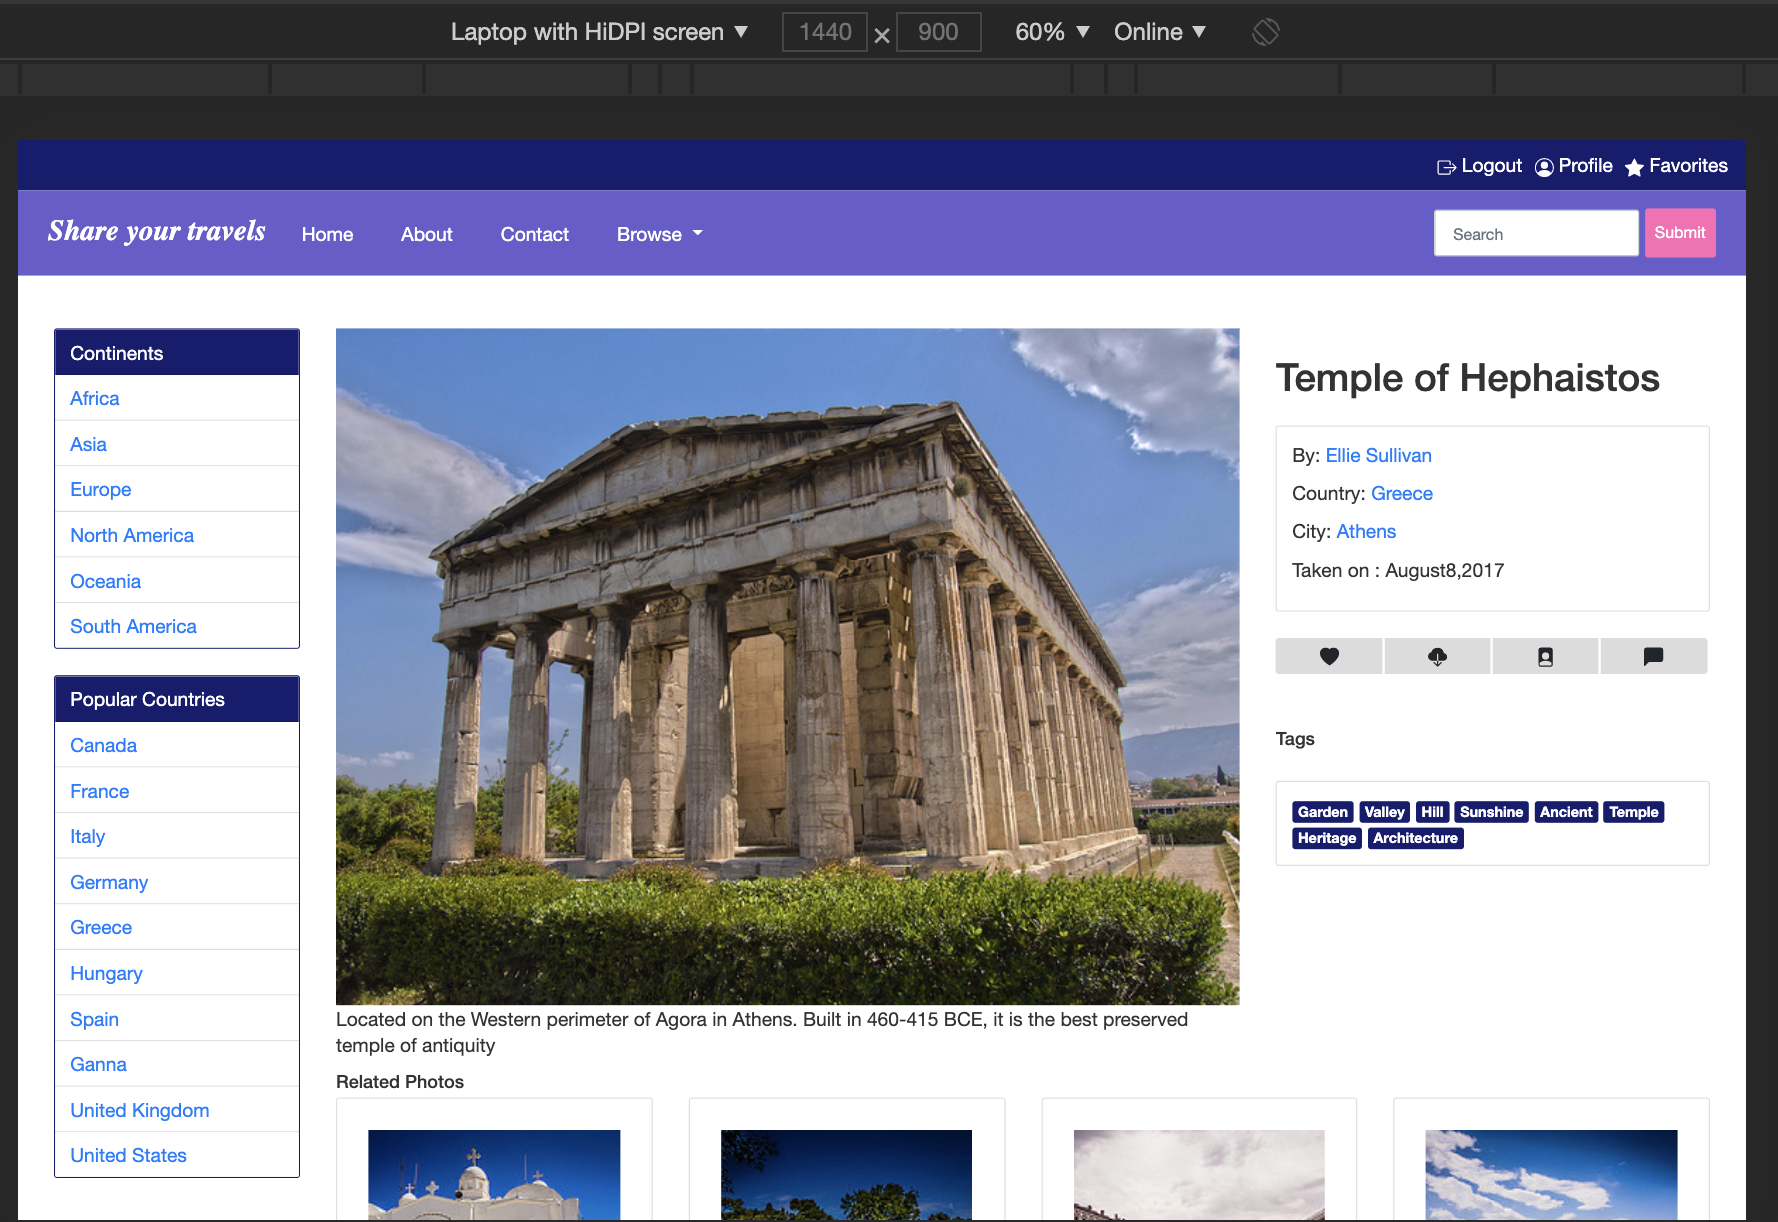 Laptop with HiDPI screen ▼ 1440 × 900 60% ▼ Online ▼
Logout Profile Favorites
Share your travels Home About Contact Browse Search Submit
Continents
Africa
Asia
Europe
North America
Oceania
South America
Popular Countries
Canada
France
Italy
Germany
Greece
Hungary
Spain
Ganna
United Kingdom
United States
Located on the Western perimeter of Agora in Athens. Built in 460-415 BCE, it is the best preserved
temple of antiquity
Related Photos
Temple of Hephaistos
By: Ellie Sullivan
Country: Greece
City: Athens
Taken on : August8,2017
Tags
Garden Valley Hill Sunshine Ancient Temple
Heritage Architecture